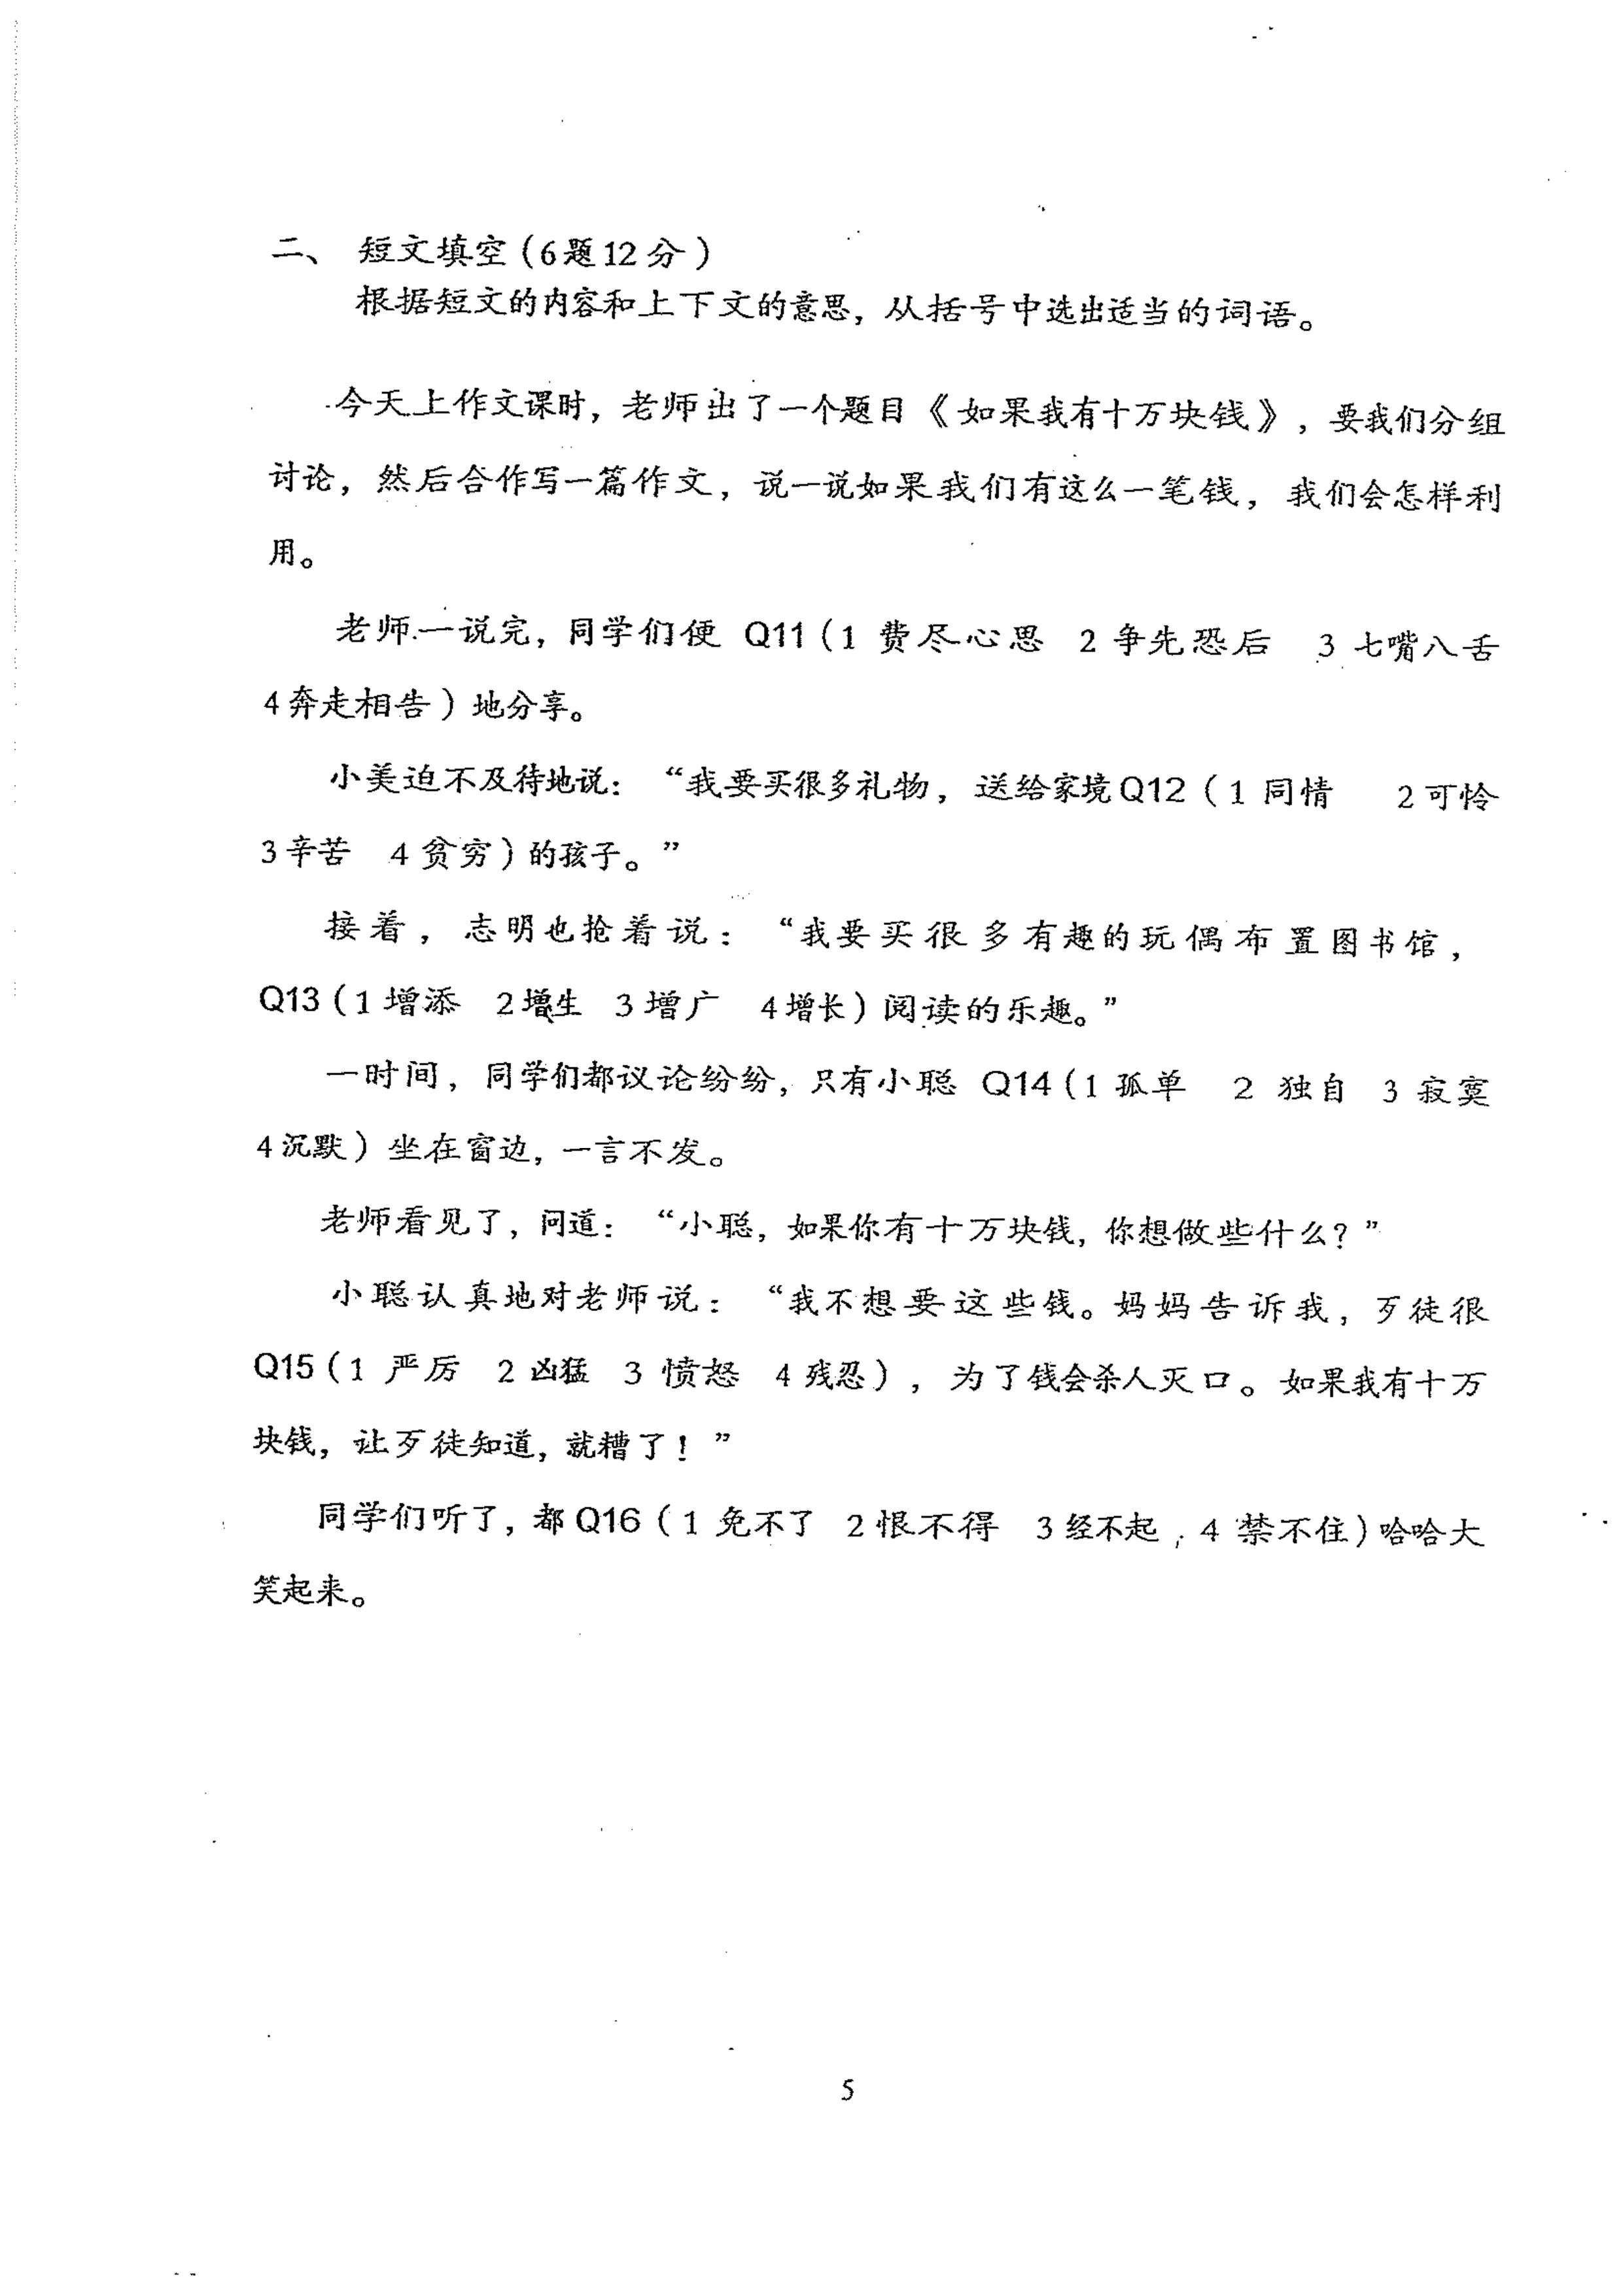 二、 短文填空（6题12分）
根据短文的内容和上下文的意思，从括号中选出适当的词语。
今天上作文课时，老师出了一个题目《如果我有十万块钱》，要我们分组
讨论，然后合作写一篇作文，说一说如果我们有这么一笔钱，我们会怎样利
用。
老师一说完，同学们便 Q11（1 费尽心思 2 争先恐后 3 七嘴八舌
4 奔走相告）地分享。
小美迫不及待地说：“我要买很多礼物，送给家境Q12（1 同情 2 可怜
3 辛苦 4 贫穷）的孩子。”
接着，志明也抢着说：“我要买很多有趣的玩偶布置图书馆，
Q13（1 增添 2 增生 3 增广 4 增长）阅读的乐趣。”
一时间，同学们都议论纷纷，只有小聪 Q14（1 孤单 2 独自 3 寂寞
4 沉默）坐在窗边，一言不发。
老师看见了，问道：“小聪，如果你有十万块钱，你想做些什么？”
小聪认真地对老师说：“我不想要这些钱。妈妈告诉我，歹徒很
Q15（1 严厉 2 凶猛 3 愤怒 4 残忍），为了钱会杀人灭口。如果我有十万
块钱，让歹徒知道，就糟了！”
同学们听了，都 Q16（1 免不了 2 恨不得 3 经不起 4 禁不住）哈哈大
笑起来。
5